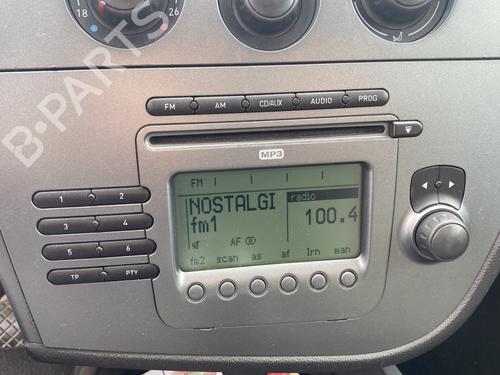 18
26
FM
AM
CD/AUX
AUDIO
PROG
MP3
1
2
3
4
5
6
TP
PTY
FM
NOSTALGI
radio
fm1
100.4
AF
fm2 scan as af lrn man
B-PARTS